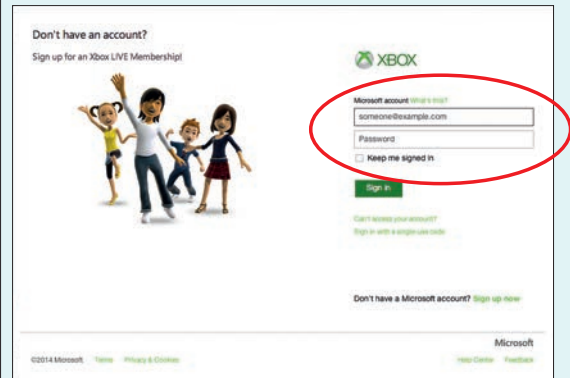 Don't have an account?
Sign up for an Xbox LIVE Membership!
XBOX
Microsoft account What's this?
someone@example.com
Password
Keep me signed in
Sign in
Can't access your account?
Sign in with a single-use code
Don't have a Microsoft account? Sign up now
Microsoft
©2014 Microsoft Terms Privacy & Cookies
Help Center Feedback